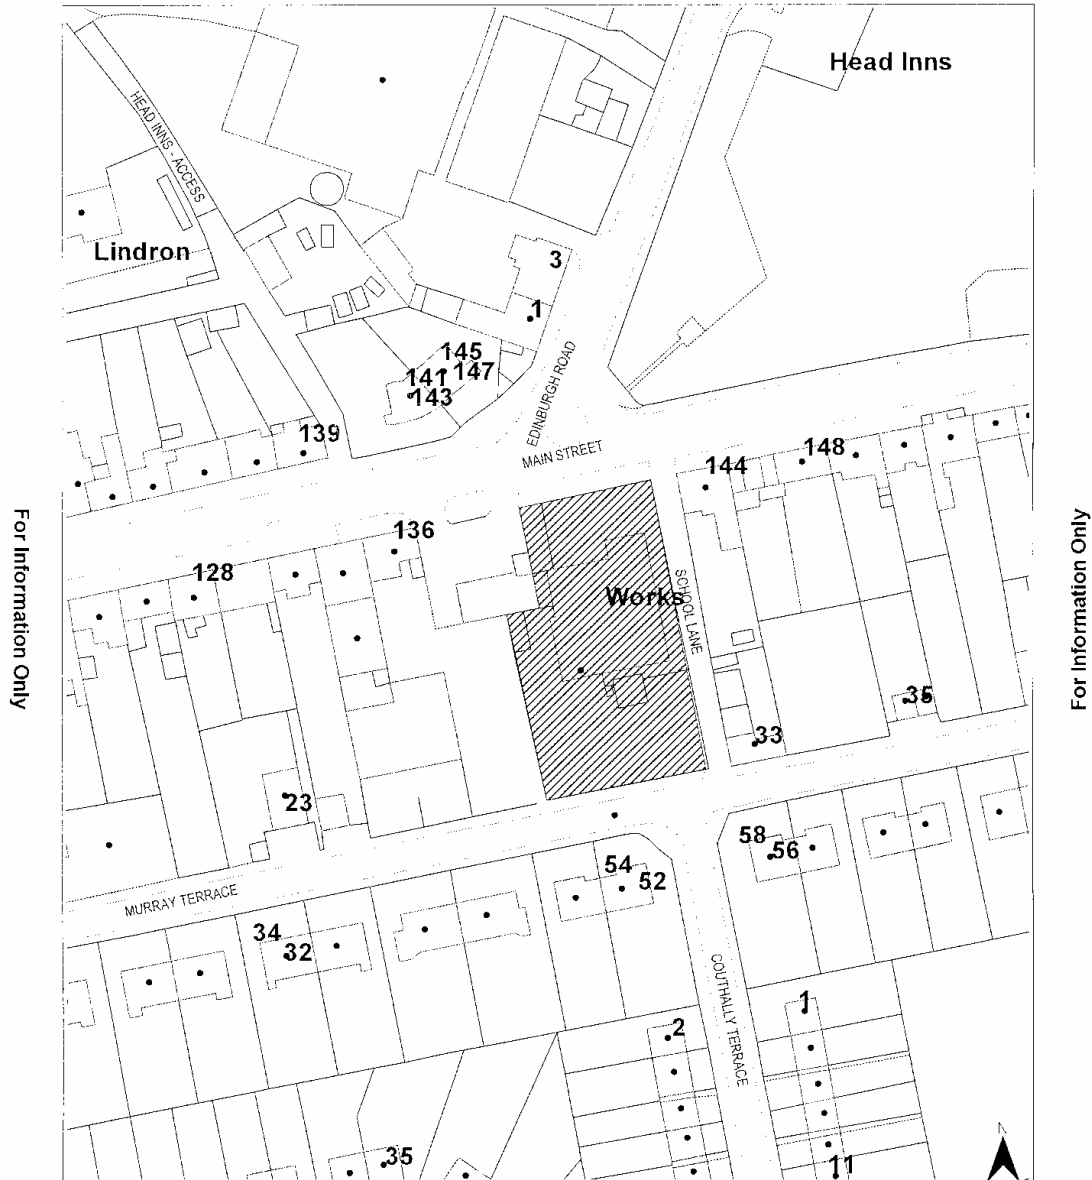 Head Inns
HEAD INNS - ACCESS
Lindron
3
1
145
147
141
143
EDINBURGH ROAD
139
MAIN STREET
144
148
136
128
For Information Only
For Information Only
Works
SCHOOL LANE
35
33
23
58
56
54
52
MURRAY TERRACE
34
32
COUTHALLY TERRACE
1
2
35
11
N